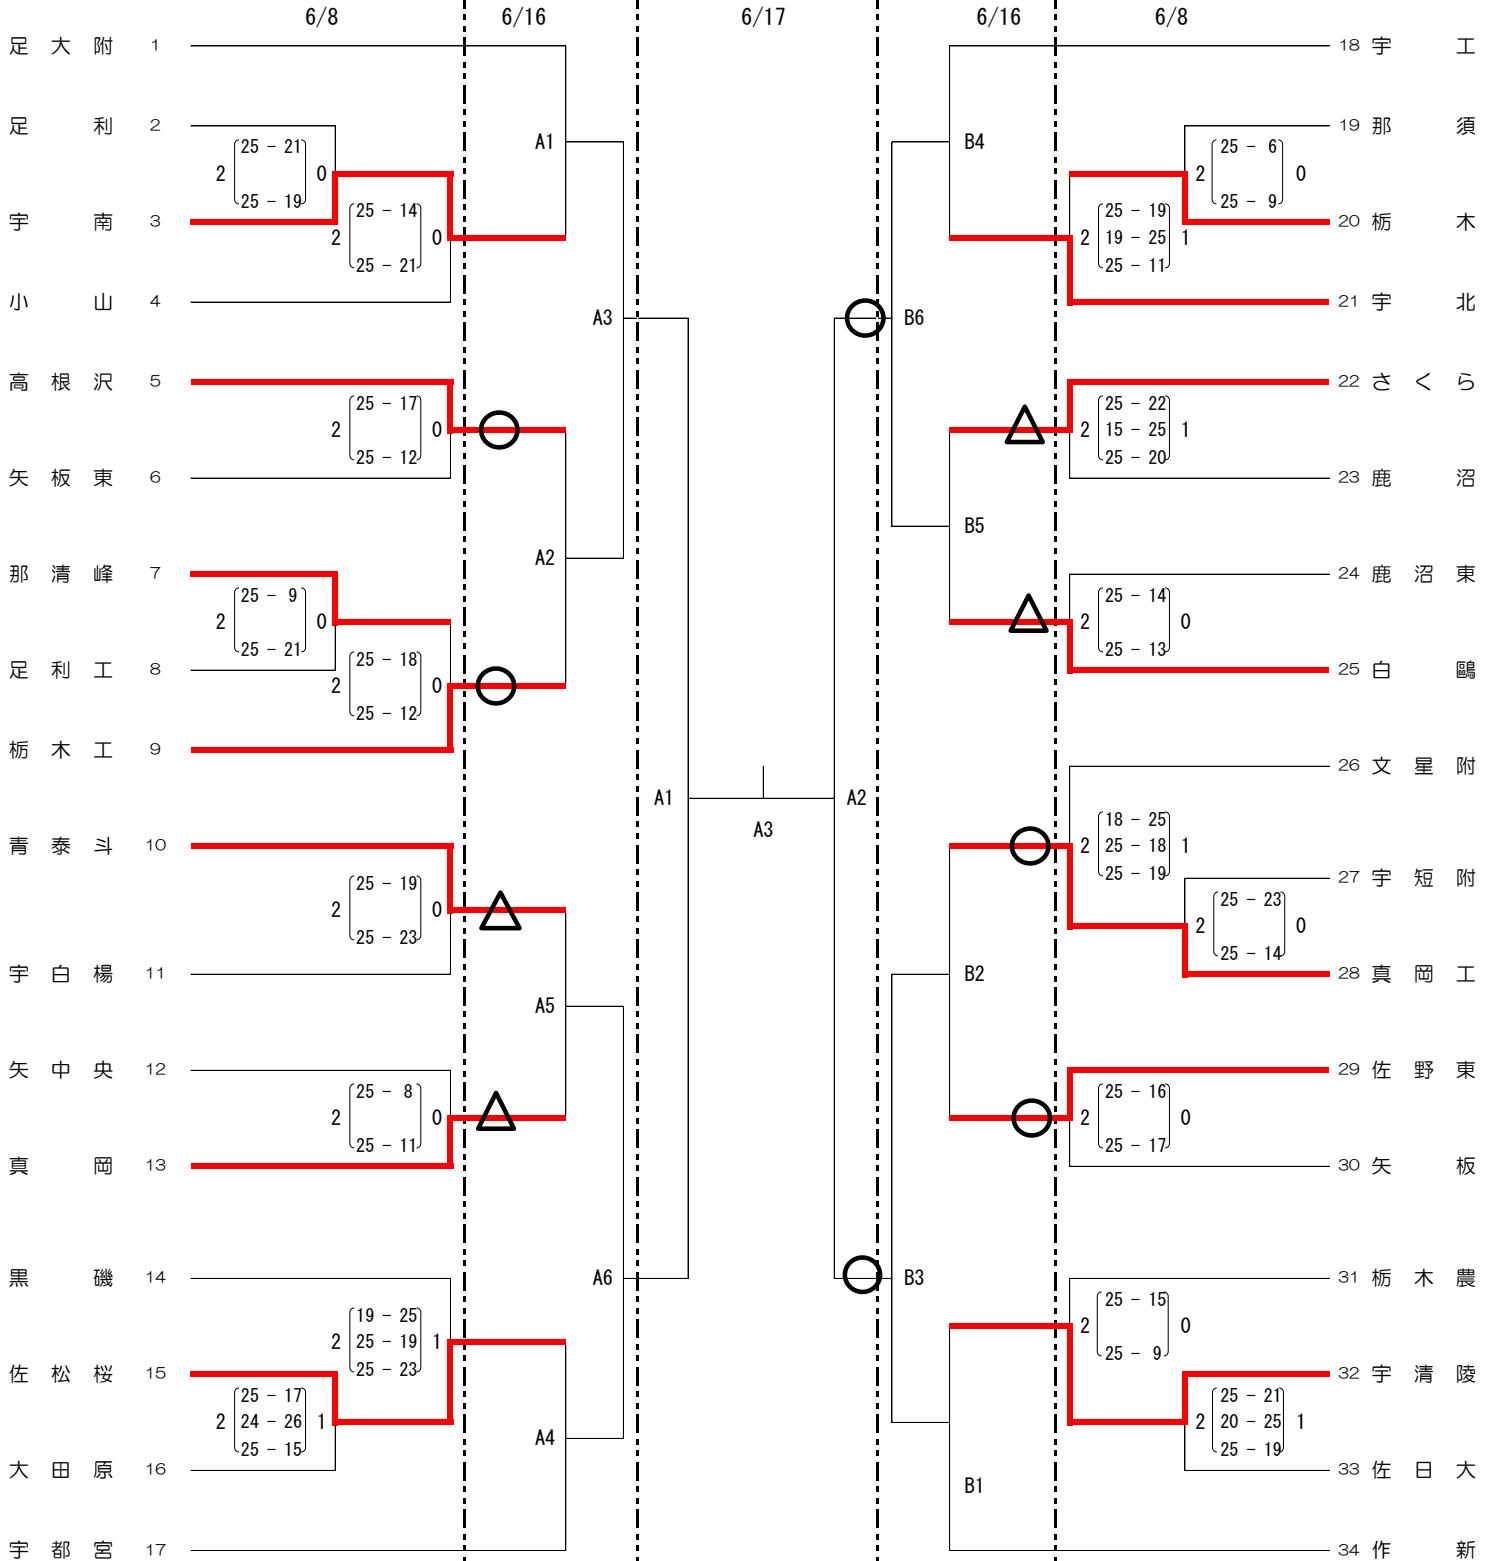 6/8 6/16 6/17 6/16 6/8
足大附 1
足利 2
宇南 3
小山 4
高根沢 5
矢板東 6
那清峰 7
足利工 8
栃木工 9
青泰斗 10
宇白楊 11
矢中央 12
真岡 13
黒磯 14
佐松桜 15
大田原 16
宇都宮 17
25 - 21
2 0
25 - 19
25 - 14
2 0
25 - 21
25 - 17
2 0
25 - 12
25 - 9
2 0
25 - 21
25 - 18
2 0
25 - 12
25 - 19
2 0
25 - 23
25 - 8
2 0
25 - 11
19 - 25
2 25 - 19 1
25 - 23
25 - 17
2 24 - 26 1
25 - 15
A1
A3
A2
A5
A6
A4
A1
A3
A2
B4
B6
B5
B2
B3
B1
25 - 6
2 0
25 - 9
25 - 19
2 19 - 25 1
25 - 11
25 - 22
2 15 - 25 1
25 - 20
25 - 14
2 0
25 - 13
18 - 25
2 25 - 18 1
25 - 19
25 - 23
2 0
25 - 14
25 - 16
2 0
25 - 17
25 - 15
2 0
25 - 9
25 - 21
2 20 - 25 1
25 - 19
18 宇工
19 那須
20 栃木
21 宇北
22 さくら
23 鹿沼
24 鹿沼東
25 白鷗
26 文星附
27 宇短附
28 真岡工
29 佐野東
30 矢板
31 栃木農
32 宇清陵
33 佐日大
34 作新